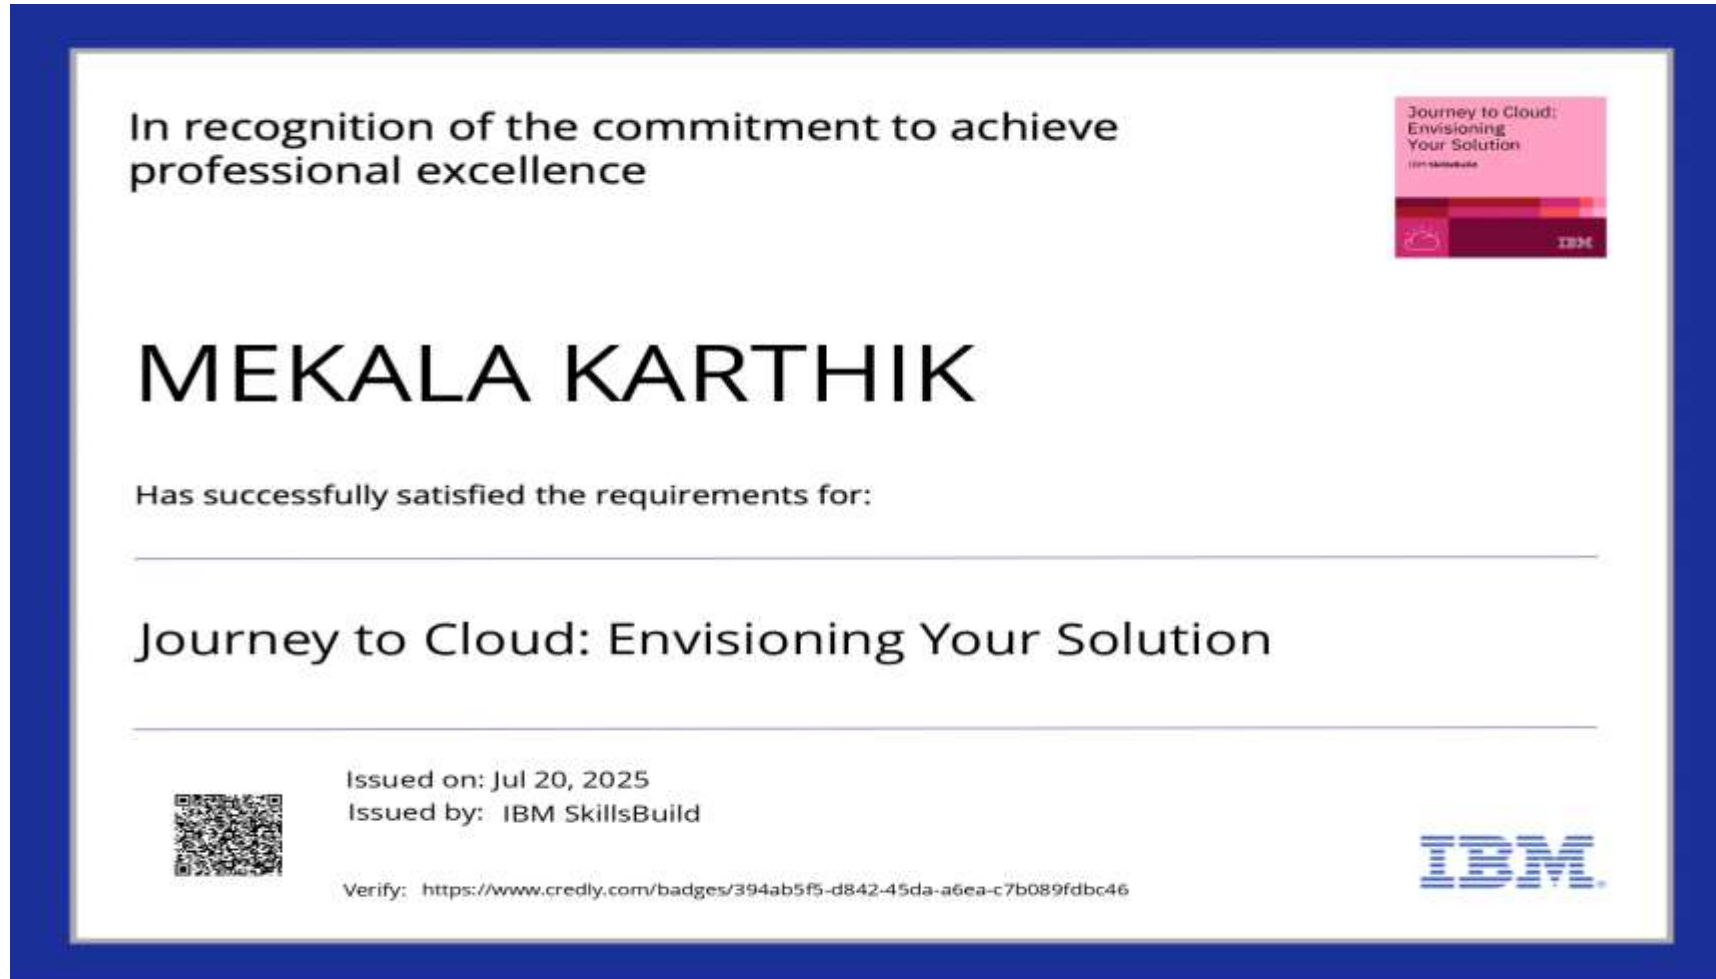 In recognition of the commitment to achieve
professional excellence
Journey to Cloud:
Envisioning
Your Solution
IBM SkillsBuild
IBM
MEKALA KARTHIK
Has successfully satisfied the requirements for:
Journey to Cloud: Envisioning Your Solution
Issued on: Jul 20, 2025
Issued by: IBM SkillsBuild
Verify: https://www.credly.com/badges/394ab5f5-d842-45da-a6ea-c7b089fdbc46
IBM.